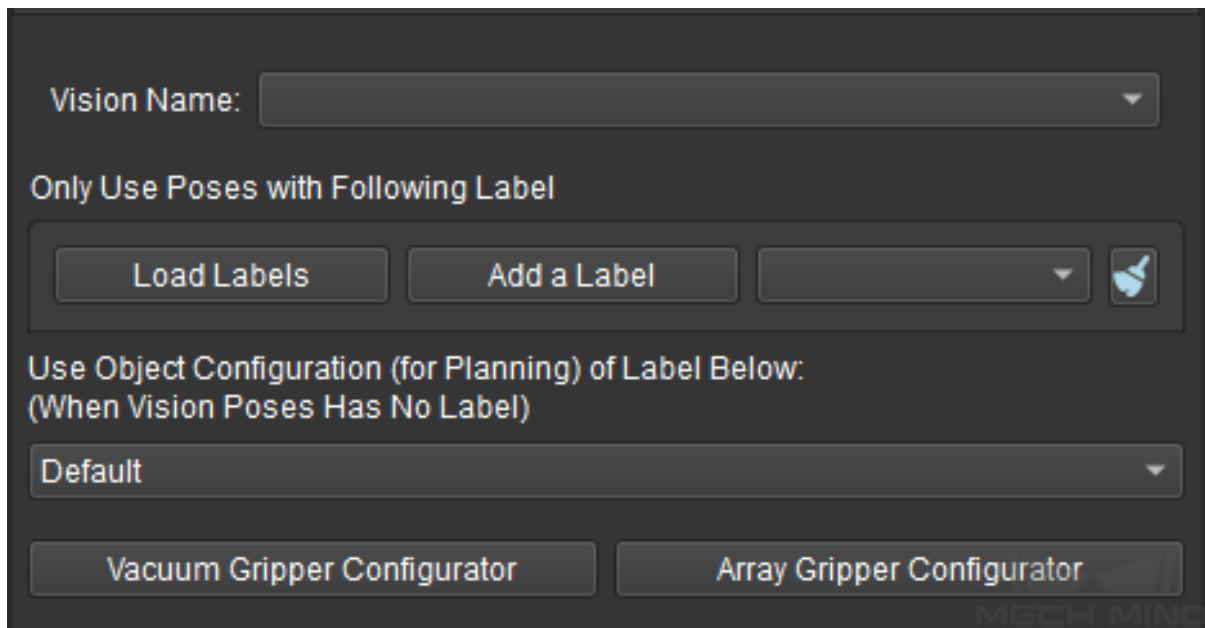 Vision Name:
Only Use Poses with Following Label
Load Labels Add a Label
Use Object Configuration (for Planning) of Label Below:
(When Vision Poses Has No Label)
Default
Vacuum Gripper Configurator Array Gripper Configurator
MECH MIND